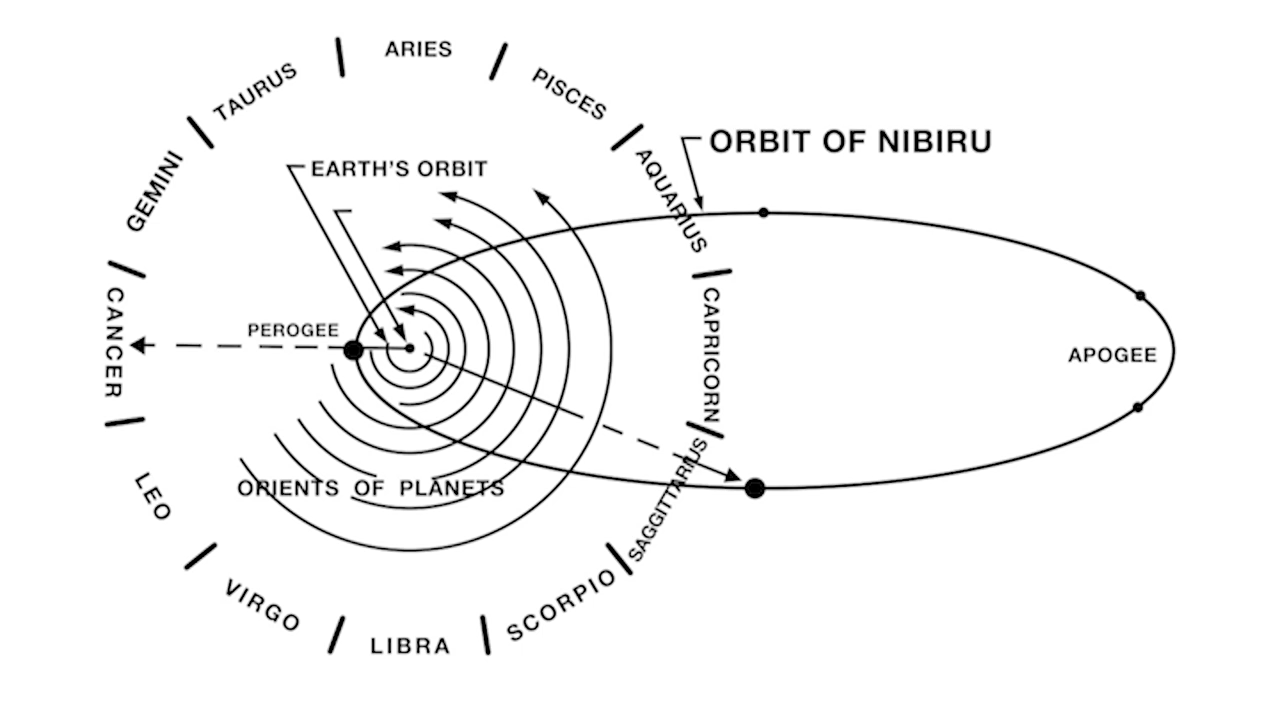 ARIES
TAURUS
PISCES
GEMINI
AQUARIUS
ORBIT OF NIBIRU
EARTH'S ORBIT
CANCER
PEROGEE
CAPRICORN
APOGEE
LEO
ORIENTS OF PLANETS
SAGGITTARIUS
VIRGO
SCORPIO
LIBRA